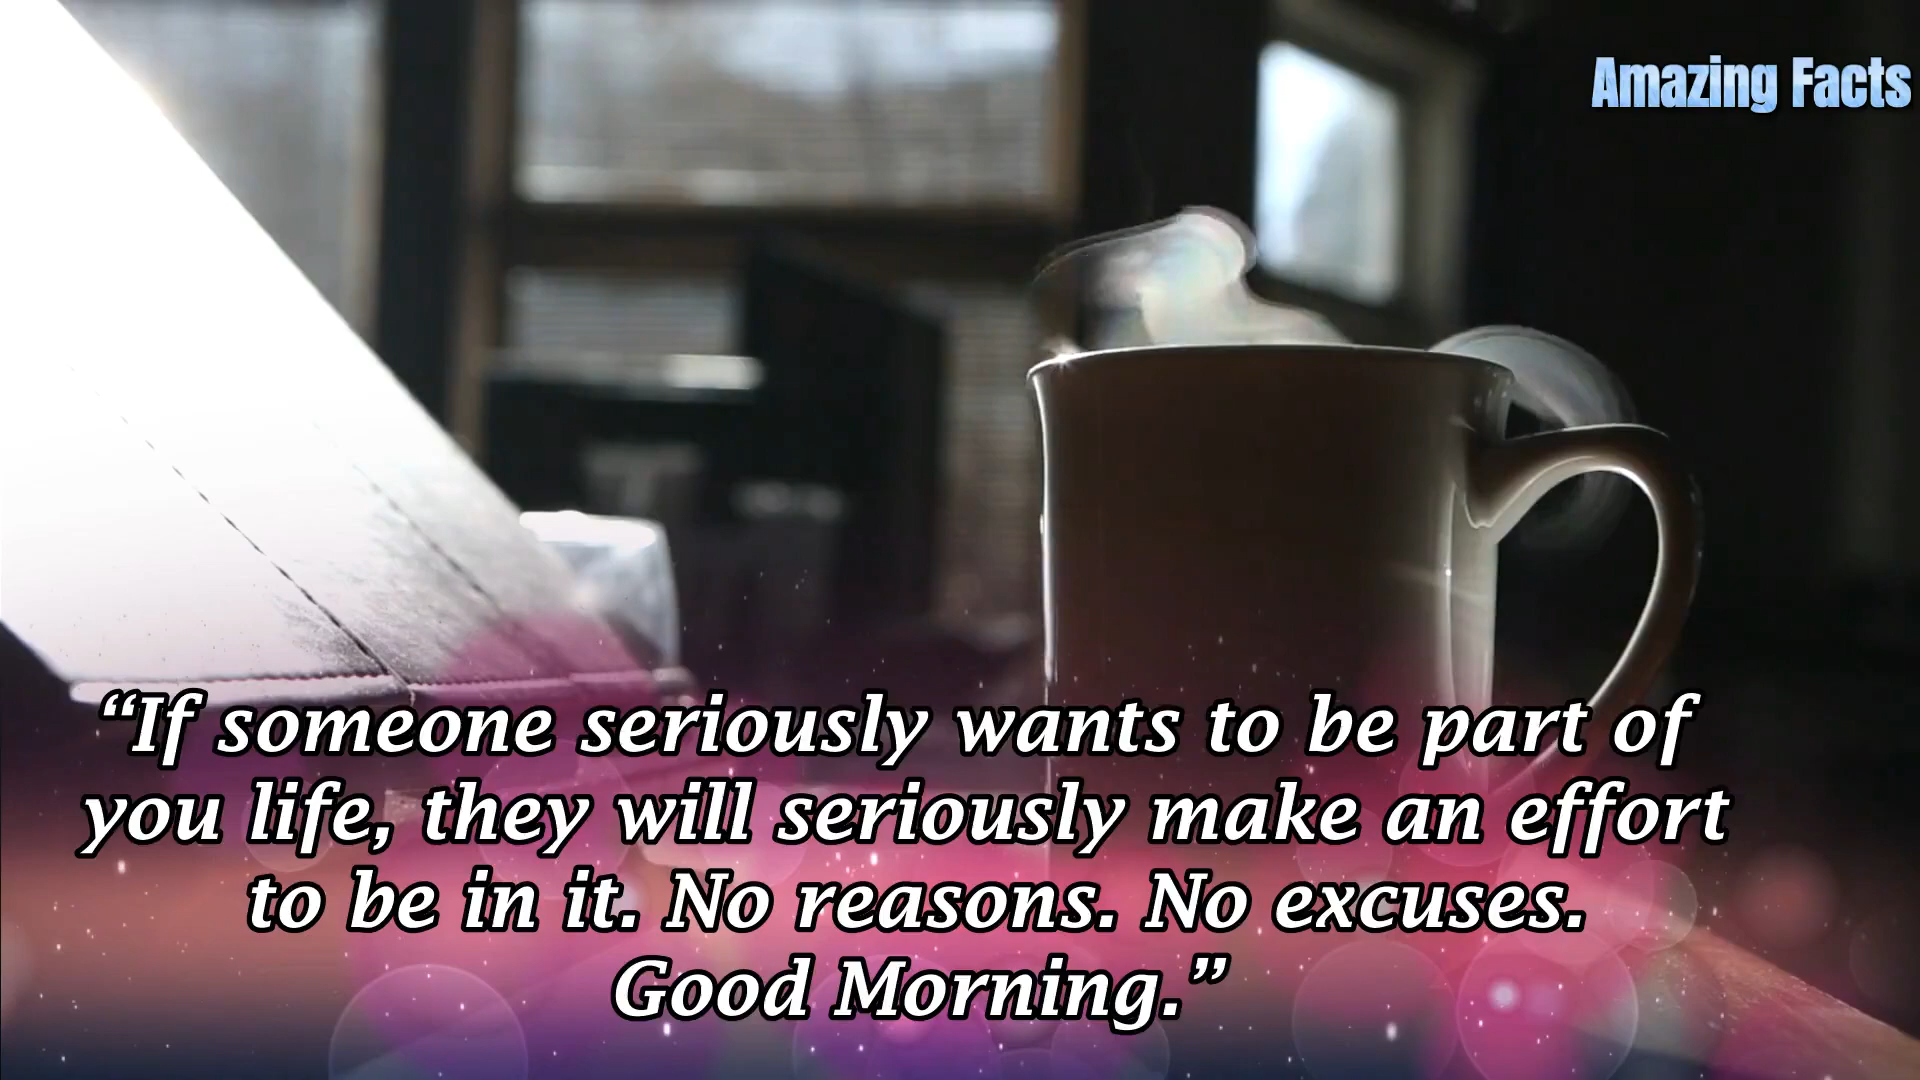 Amazing Facts
“If someone seriously wants to be part of
you life, they will seriously make an effort
to be in it. No reasons. No excuses.
Good Morning.”